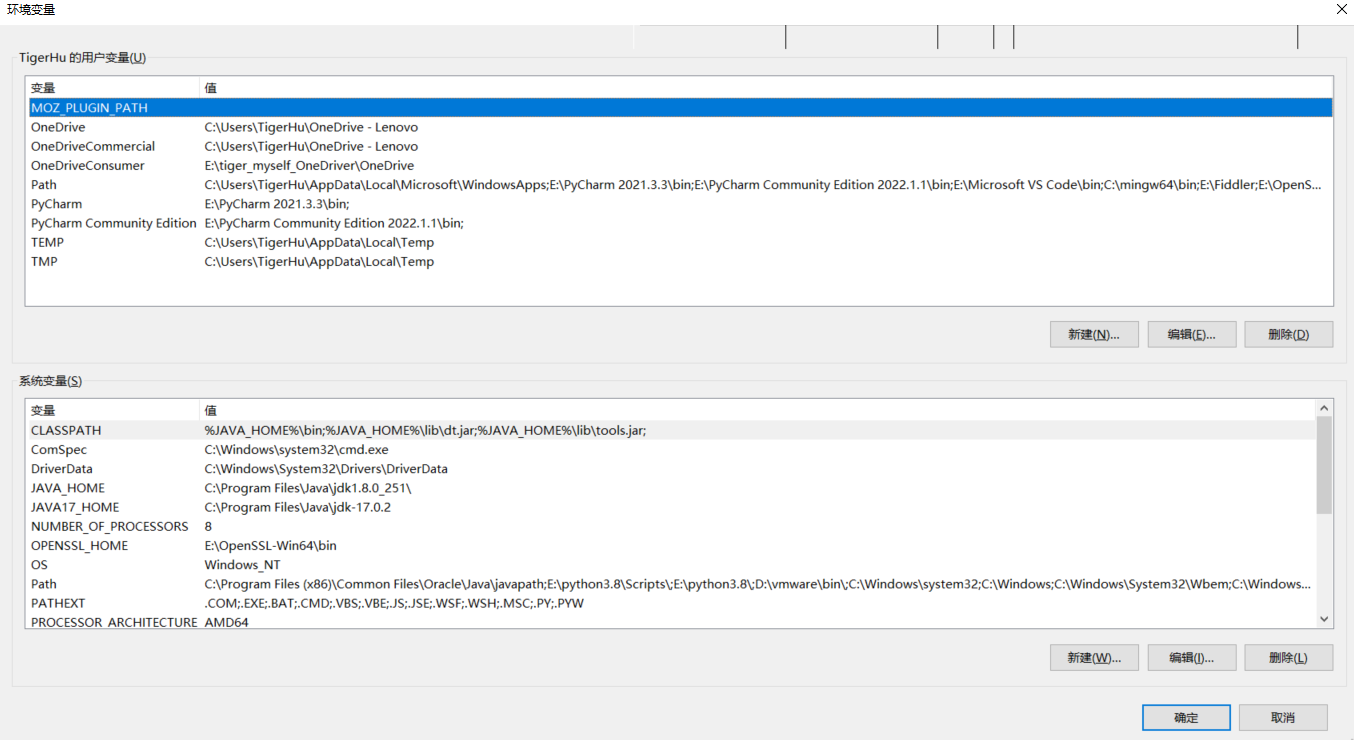 环境变量
TigerHu 的用户变量(U)
变量 值
MOZ_PLUGIN_PATH
OneDrive C:\Users\TigerHu\OneDrive - Lenovo
OneDriveCommercial C:\Users\TigerHu\OneDrive - Lenovo
OneDriveConsumer E:\tiger_myself_OneDriver\OneDrive
Path C:\Users\TigerHu\AppData\Local\Microsoft\WindowsApps;E:\PyCharm 2021.3.3\bin;E:\PyCharm Community Edition 2022.1.1\bin;E:\Microsoft VS Code\bin;C:\mingw64\bin;E:\Fiddler;E:\OpenS...
PyCharm E:\PyCharm 2021.3.3\bin;
PyCharm Community Edition E:\PyCharm Community Edition 2022.1.1\bin;
TEMP C:\Users\TigerHu\AppData\Local\Temp
TMP C:\Users\TigerHu\AppData\Local\Temp
新建(N)... 编辑(E)... 删除(D)
系统变量(S)
变量 值
CLASSPATH %JAVA_HOME%\bin;%JAVA_HOME%\lib\dt.jar;%JAVA_HOME%\lib\tools.jar;
ComSpec C:\Windows\system32\cmd.exe
DriverData C:\Windows\System32\Drivers\DriverData
JAVA_HOME C:\Program Files\Java\jdk1.8.0_251\
JAVA17_HOME C:\Program Files\Java\jdk-17.0.2
NUMBER_OF_PROCESSORS 8
OPENSSL_HOME E:\OpenSSL-Win64\bin
OS Windows_NT
Path C:\Program Files (x86)\Common Files\Oracle\Java\javapath;E:\python3.8\Scripts\;E:\python3.8\;D:\vmware\bin\;C:\Windows\system32;C:\Windows;C:\Windows\System32\Wbem;C:\Windows...
PATHEXT .COM;.EXE;.BAT;.CMD;.VBS;.VBE;.JS;.JSE;.WSF;.WSH;.MSC;.PY;.PYW
PROCESSOR_ARCHITECTURE AMD64
新建(W)... 编辑(I)... 删除(L)
确定 取消